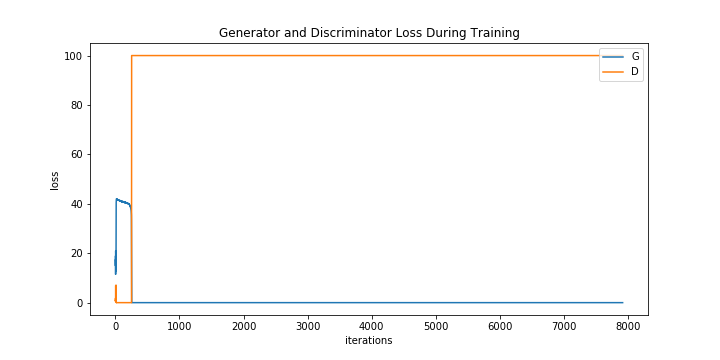 Generator and Discriminator Loss During Training
G
D
100
80
60
40
20
0
loss
0 1000 2000 3000 4000 5000 6000 7000 8000
iterations